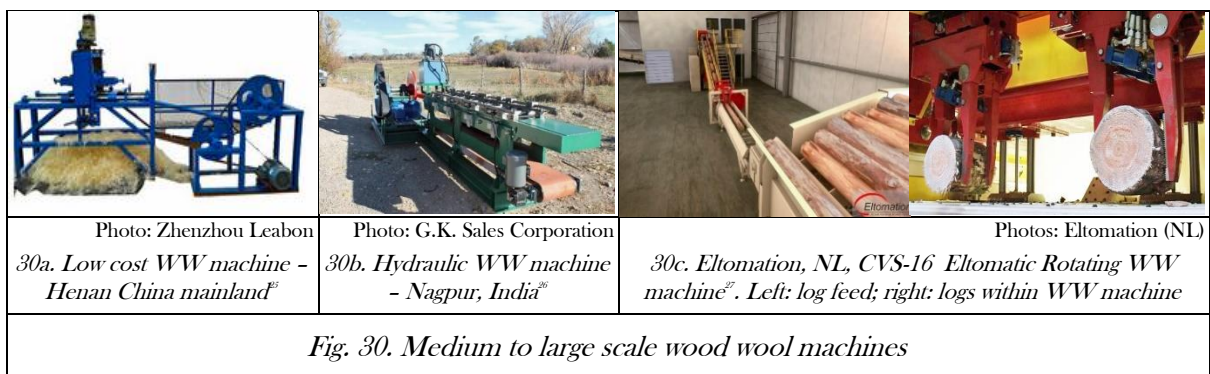 Eltomation
Photo: Zhenzhou Leabon
Photo: G.K. Sales Corporation
Photos: Eltomation (NL)
30a. Low cost WW machine –
Henan China mainland²⁵
30b. Hydraulic WW machine
– Nagpur, India²⁶
30c. Eltomation, NL, CVS-16 Eltomatic Rotating WW
machine²⁷. Left: log feed; right: logs within WW machine
Fig. 30. Medium to large scale wood wool machines